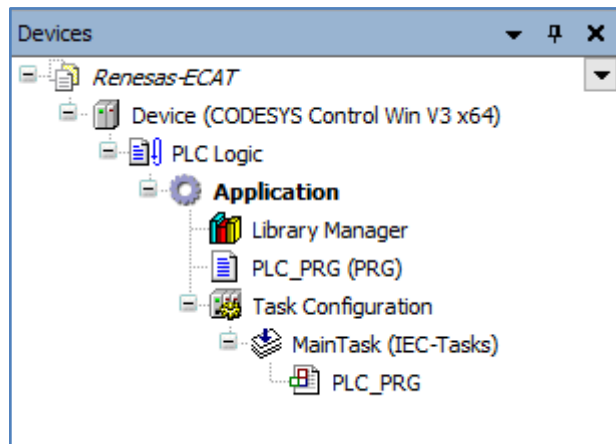 Devices
Renesas-ECAT
Device (CODESYS Control Win V3 x64)
PLC Logic
Application
Library Manager
PLC_PRG (PRG)
Task Configuration
MainTask (IEC-Tasks)
PLC_PRG